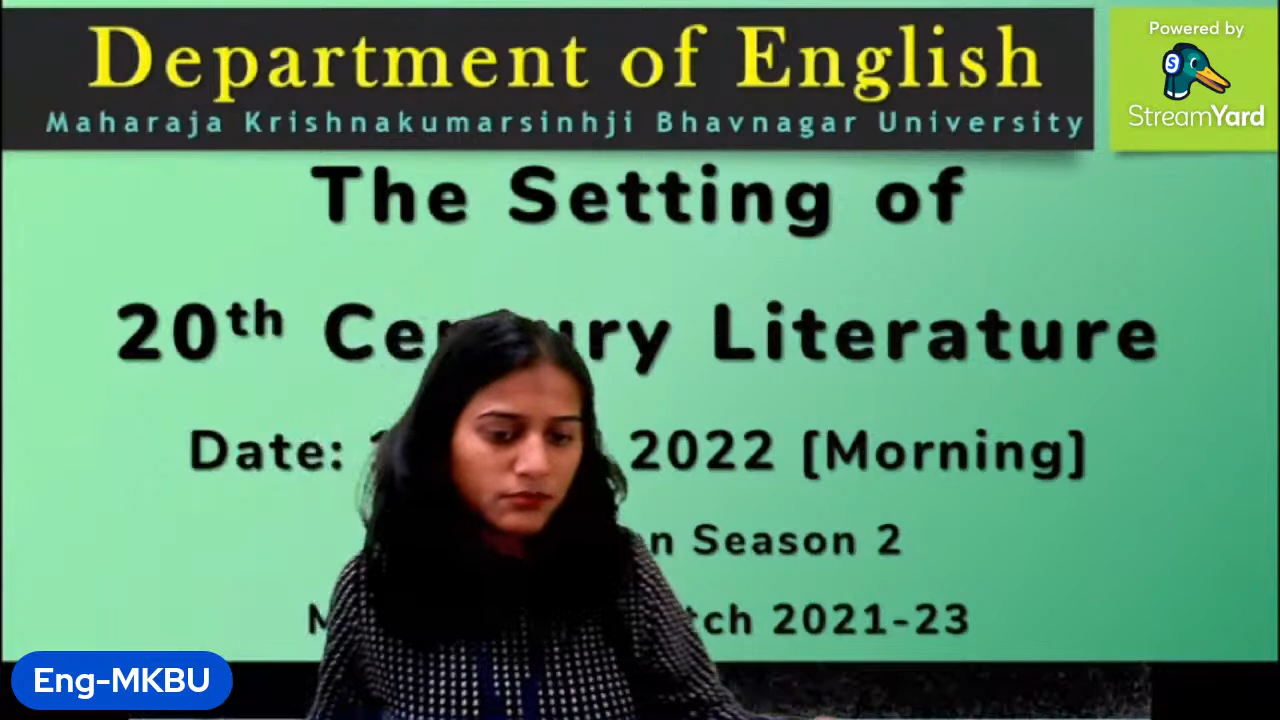 Department of English
Maharaja Krishnakumarsinhji Bhavnagar University
Powered by
S
StreamYard
The Setting of
20th Literature
Date: 2022 [Morning]
Season 2
2021-23
Eng-MKBU